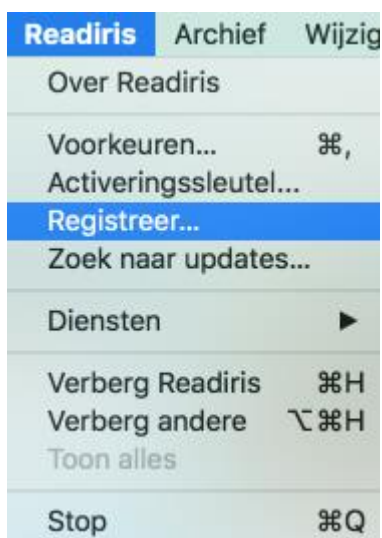 Readiris Archief Wijzig
Over Readiris
Voorkeuren... ⌘,
Activeringssleutel...
Registreer...
Zoek naar updates...
Diensten ▶
Verberg Readiris ⌘H
Verberg andere ⌥⌘H
Toon alles
Stop ⌘Q